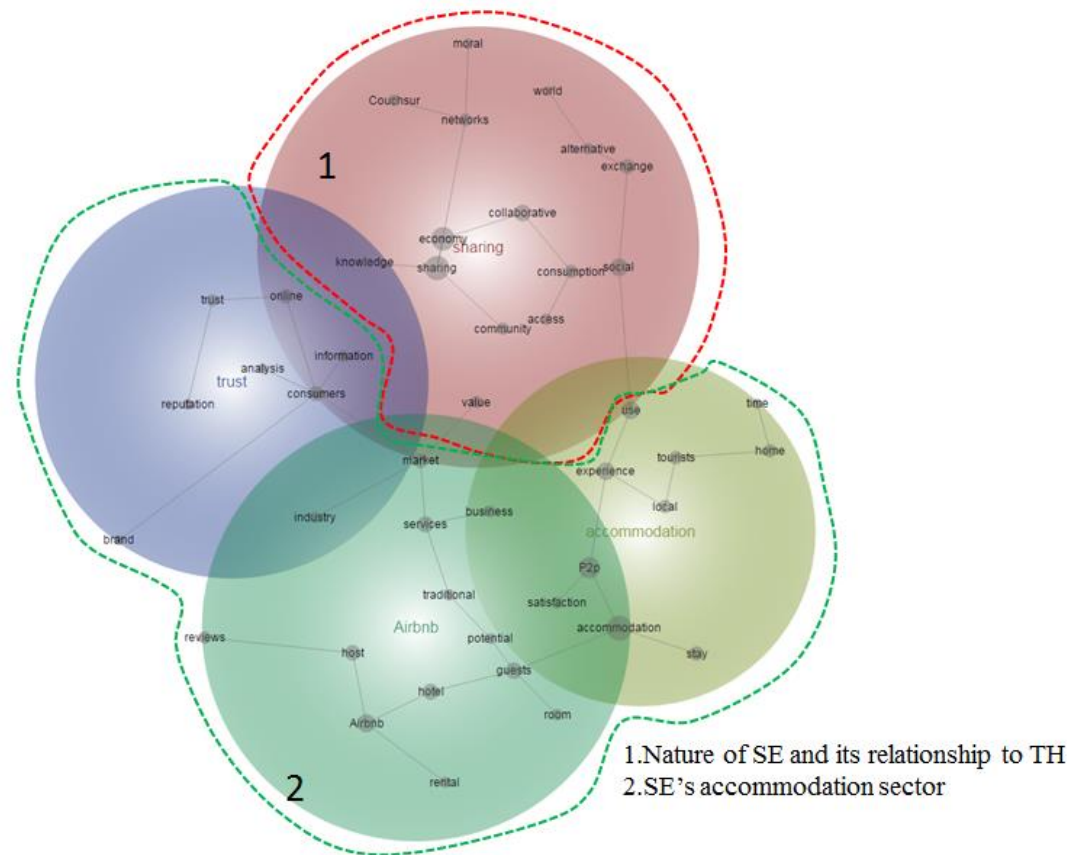 moral
world
Couchsur
networks
alternative
exchange
1
collaborative
economy
sharing
knowledge
sharing
consumption
social
trust
online
access
community
information
analysis
trust
consumers
reputation
value
use
time
market
experience
tourists
home
local
industry
services
business
accommodation
brand
P2p
traditional
satisfaction
Airbnb
accommodation
reviews
potential
host
stay
guests
hotel
Airbnb
room
rental
2
1.Nature of SE and its relationship to TH
2.SE's accommodation sector